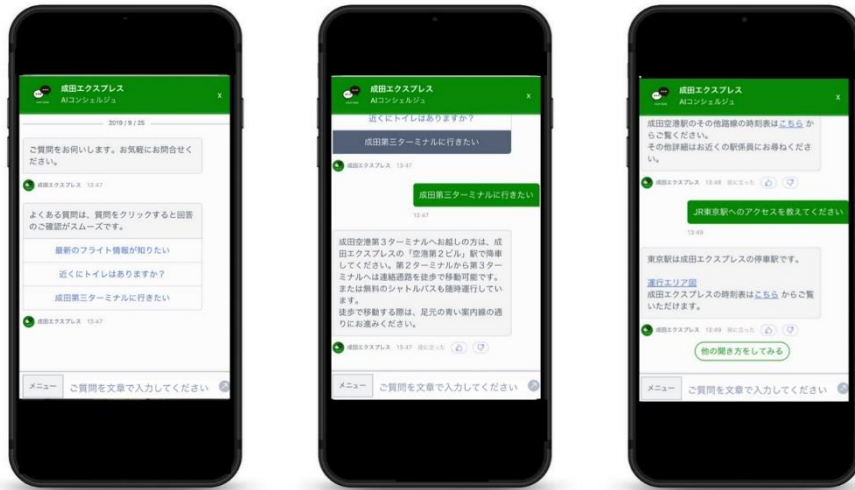 成田エクスプレス
AIコンシェルジュ
x
2019 / 9 / 25
ご質問をお伺いします。お気軽にお問合せく
ださい。
成田エクスプレス 13:47
よくある質問は、質問をクリックすると回答
のご確認がスムーズです。
最新のフライト情報が知りたい
近くにトイレはありますか？
成田第三ターミナルに行きたい
成田エクスプレス 13:47
メニュー
ご質問を文章で入力してください
成田エクスプレス
AIコンシェルジュ
x
近くにトイレはありますか？
成田第三ターミナルに行きたい
成田エクスプレス 13:47
成田第三ターミナルに行きたい
13:47
成田空港第３ターミナルへお越しの方は、成
田エクスプレスの「空港第２ビル」駅で降車
してください。第２ターミナルから第３ター
ミナルへは連絡通路を徒歩で移動可能です。
または無料のシャトルバスも随時運行してい
ます。
徒歩で移動する際は、足元の青い案内線の通
りにお進みください。
成田エクスプレス 13:47 役に立った
メニュー
ご質問を文章で入力してください
成田エクスプレス
AIコンシェルジュ
x
成田空港駅のその他路線の時刻表はこちら か
らご覧ください。
その他詳細はお近くの駅係員にお尋ねくださ
い。
成田エクスプレス 13:48 役に立った
JR東京駅へのアクセスを教えてください
13:49
東京駅は成田エクスプレスの停車駅です。
運行エリア図
成田エクスプレスの時刻表はこちら からご覧
いただけます。
成田エクスプレス 13:49 役に立った
他の聞き方をしてみる
メニュー
ご質問を文章で入力してください